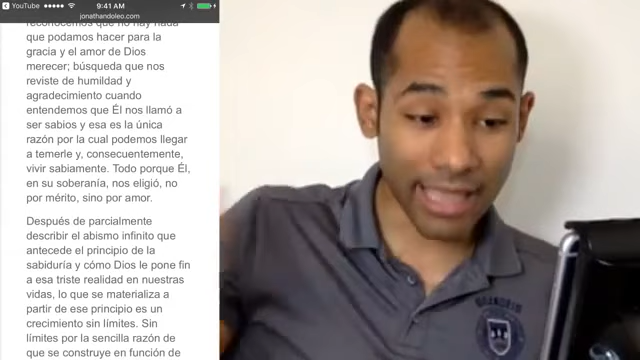 YouTube
9:41 AM
jonathandoleo.com
reconocemos que no hay nada
que podamos hacer para la
gracia y el amor de Dios
merecer; búsqueda que nos
reviste de humildad y
agradecimiento cuando
entendemos que Él nos llamó a
ser sabios y esa es la única
razón por la cual podemos llegar
a temerle y, consecuentemente,
vivir sabiamente. Todo porque Él,
en su soberanía, nos eligió, no
por mérito, sino por amor.
Después de parcialmente
describir el abismo infinito que
antecede el principio de la
sabiduría y cómo Dios le pone fin
a esa triste realidad en nuestras
vidas, lo que se materializa a
partir de ese principio es un
crecimiento sin límites. Sin
límites por la sencilla razón de
que se construye en función de